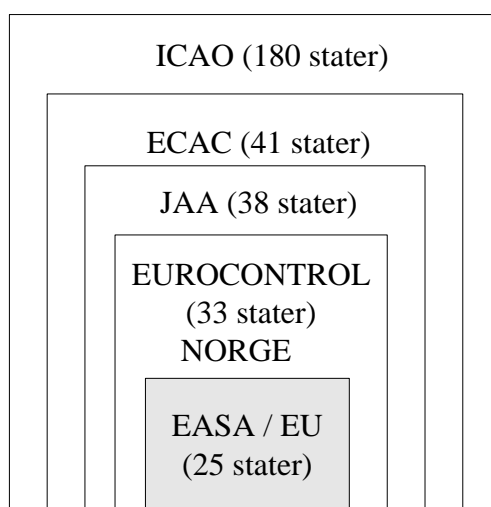 ICAO (180 stater)
ECAC (41 stater)
JAA (38 stater)
EUROCONTROL
(33 stater)
NORGE
EASA / EU
(25 stater)